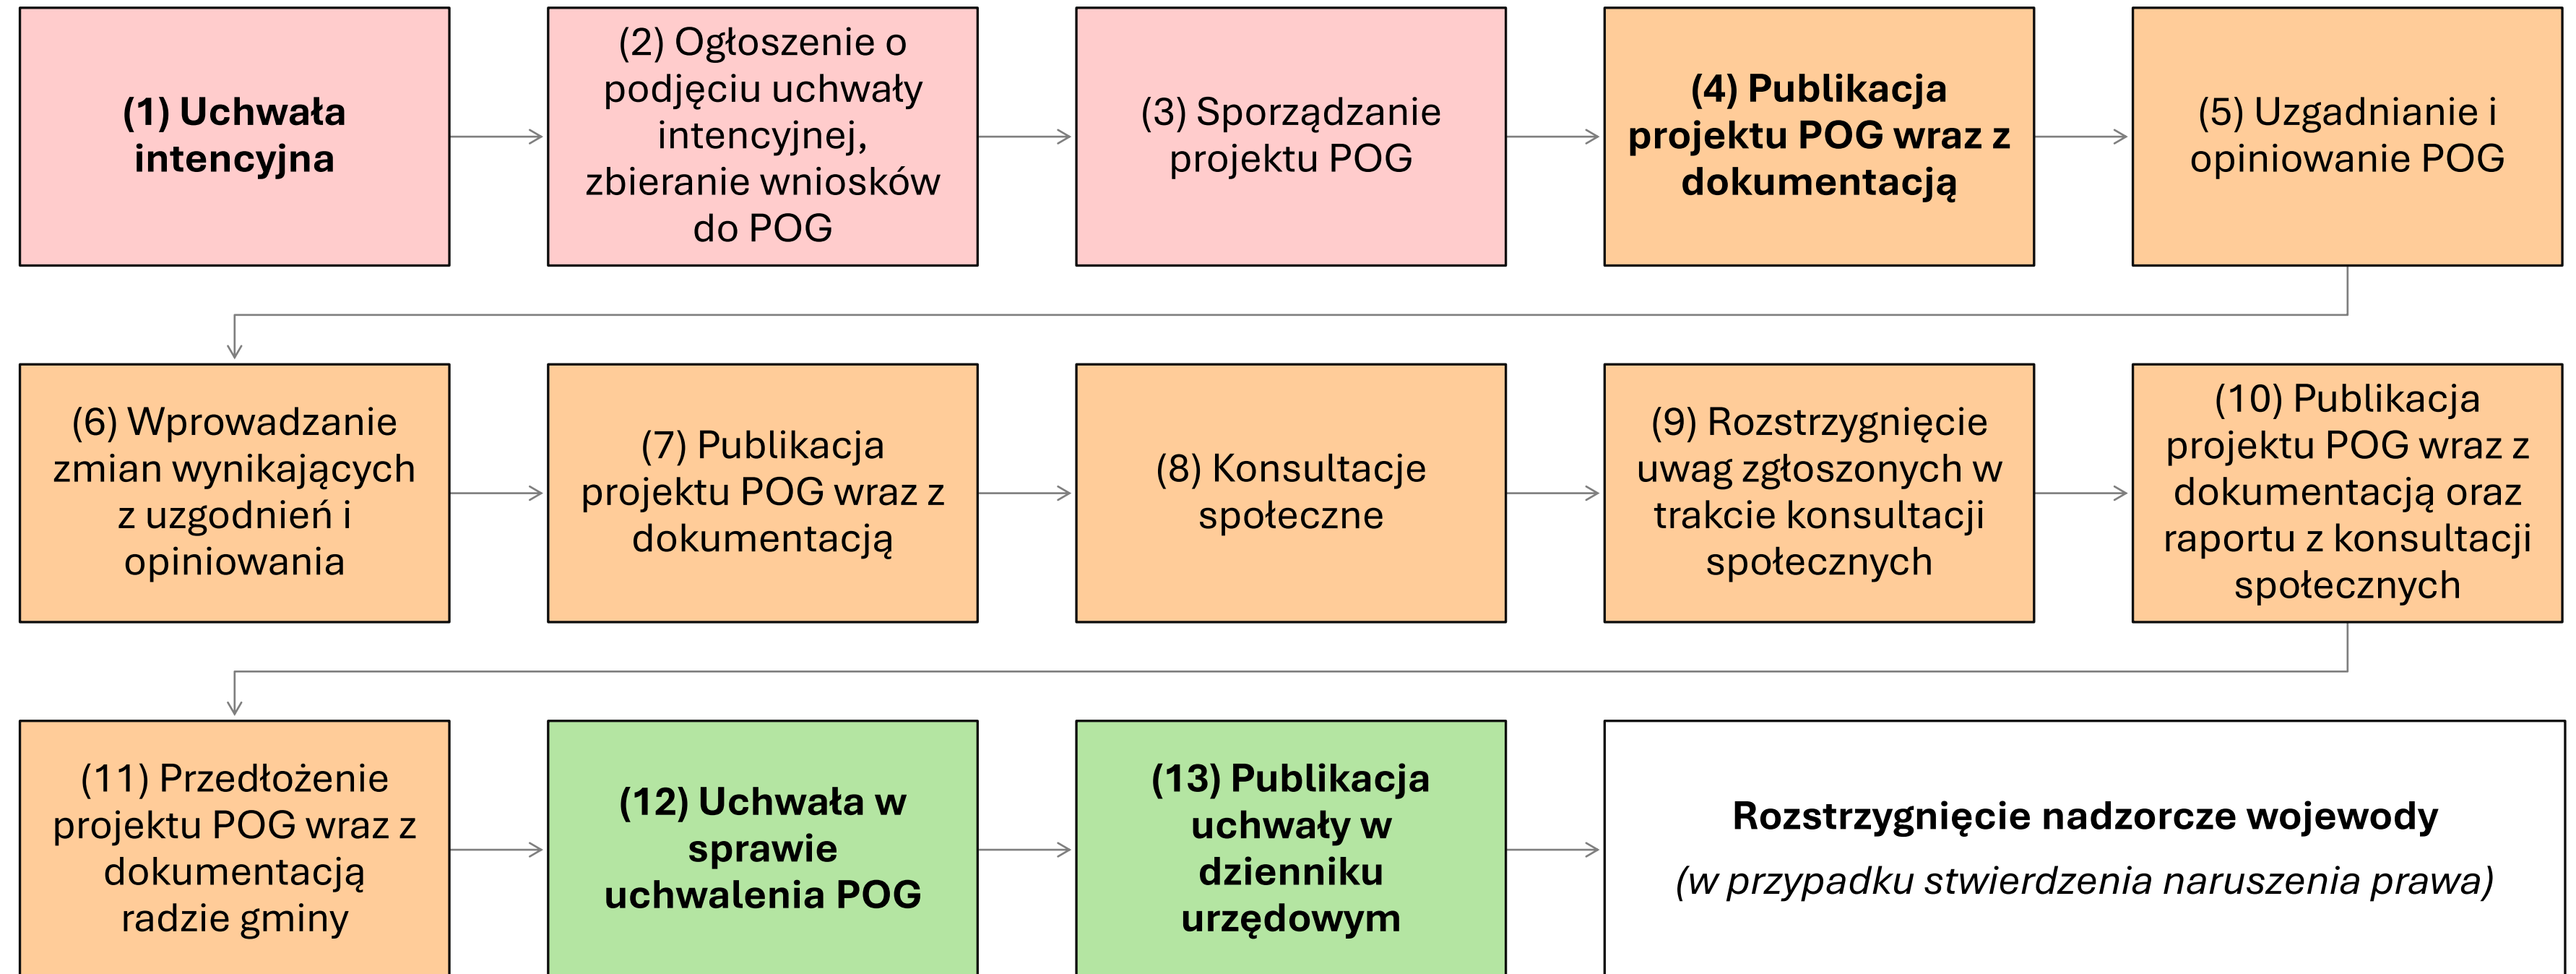 (1) Uchwała
intencyjna
(2) Ogłoszenie o
podjęciu uchwały
intencyjnej,
zbieranie wniosków
do POG
(3) Sporządzanie
projektu POG
(4) Publikacja
projektu POG wraz z
dokumentacją
(5) Uzgadnianie i
opiniowanie POG
(6) Wprowadzanie
zmian wynikających
z uzgodnień i
opiniowania
(7) Publikacja
projektu POG wraz z
dokumentacją
(8) Konsultacje
społeczne
(9) Rozstrzygnięcie
uwag zgłoszonych w
trakcie konsultacji
społecznych
(10) Publikacja
projektu POG wraz z
dokumentacją oraz
raportu z konsultacji
społecznych
(11) Przedłożenie
projektu POG wraz z
dokumentacją
radzie gminy
(12) Uchwała w
sprawie
uchwalenia POG
(13) Publikacja
uchwały w
dzienniku
urzędowym
Rozstrzygnięcie nadzorcze wojewody
(w przypadku stwierdzenia naruszenia prawa)